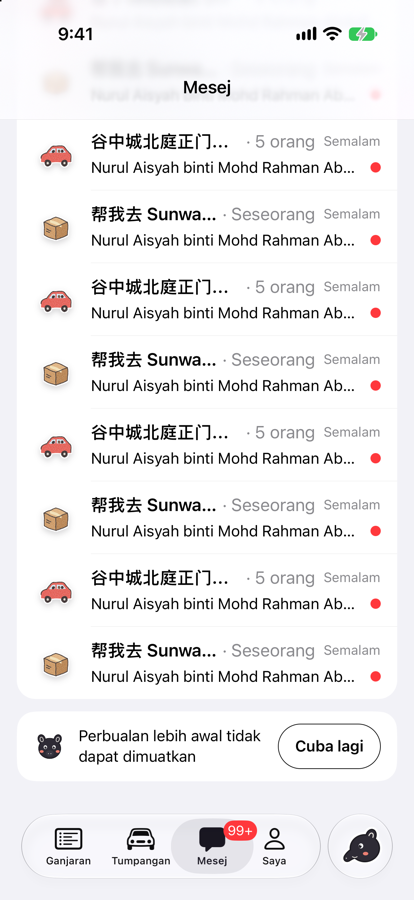 9:41
Mesej
谷中城北庭正门... · 5 orang Semalam
Nurul Aisyah binti Mohd Rahman Ab...
帮我去 Sunwa... · Seseorang Semalam
Nurul Aisyah binti Mohd Rahman Ab...
谷中城北庭正门... · 5 orang Semalam
Nurul Aisyah binti Mohd Rahman Ab...
帮我去 Sunwa... · Seseorang Semalam
Nurul Aisyah binti Mohd Rahman Ab...
谷中城北庭正门... · 5 orang Semalam
Nurul Aisyah binti Mohd Rahman Ab...
帮我去 Sunwa... · Seseorang Semalam
Nurul Aisyah binti Mohd Rahman Ab...
谷中城北庭正门... · 5 orang Semalam
Nurul Aisyah binti Mohd Rahman Ab...
帮我去 Sunwa... · Seseorang Semalam
Nurul Aisyah binti Mohd Rahman Ab...
Perbualan lebih awal tidak
dapat dimuatkan
Cuba lagi
99+
Ganjaran Tumpangan Mesej Saya